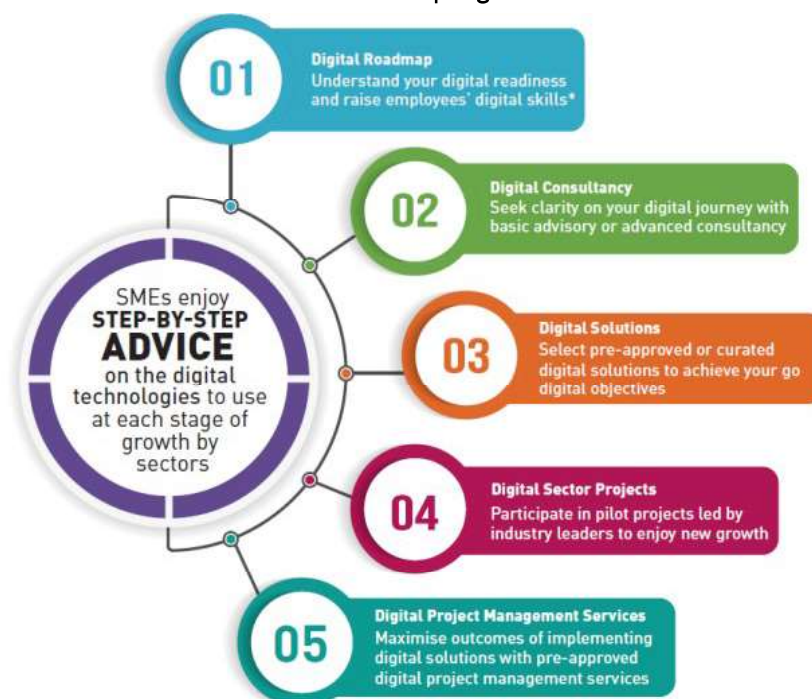 01
Digital Roadmap
Understand your digital readiness
and raise employees' digital skills*
02
Digital Consultancy
Seek clarity on your digital journey with
basic advisory or advanced consultancy
SMEs enjoy
STEP-BY-STEP
ADVICE
on the digital
technologies to use
at each stage of
growth by
sectors
03
Digital Solutions
Select pre-approved or curated
digital solutions to achieve your go
digital objectives
04
Digital Sector Projects
Participate in pilot projects led by
industry leaders to enjoy new growth
05
Digital Project Management Services
Maximise outcomes of implementing
digital solutions with pre-approved
digital project management services